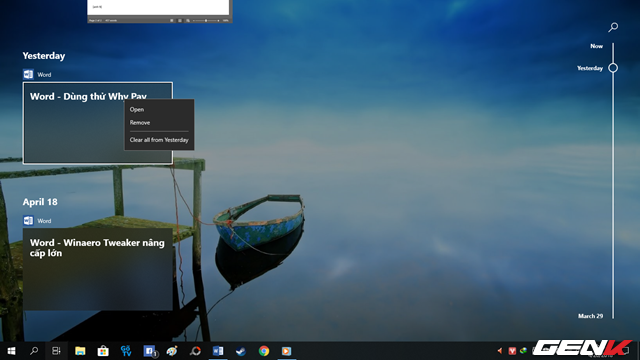 Yesterday
Now
Yesterday
Word
Word - Dùng thử Why Pay
Open
Remove
Clear all from Yesterday
April 18
Word
Word - Winaero Tweaker nâng
cấp lớn
March 29
GENK